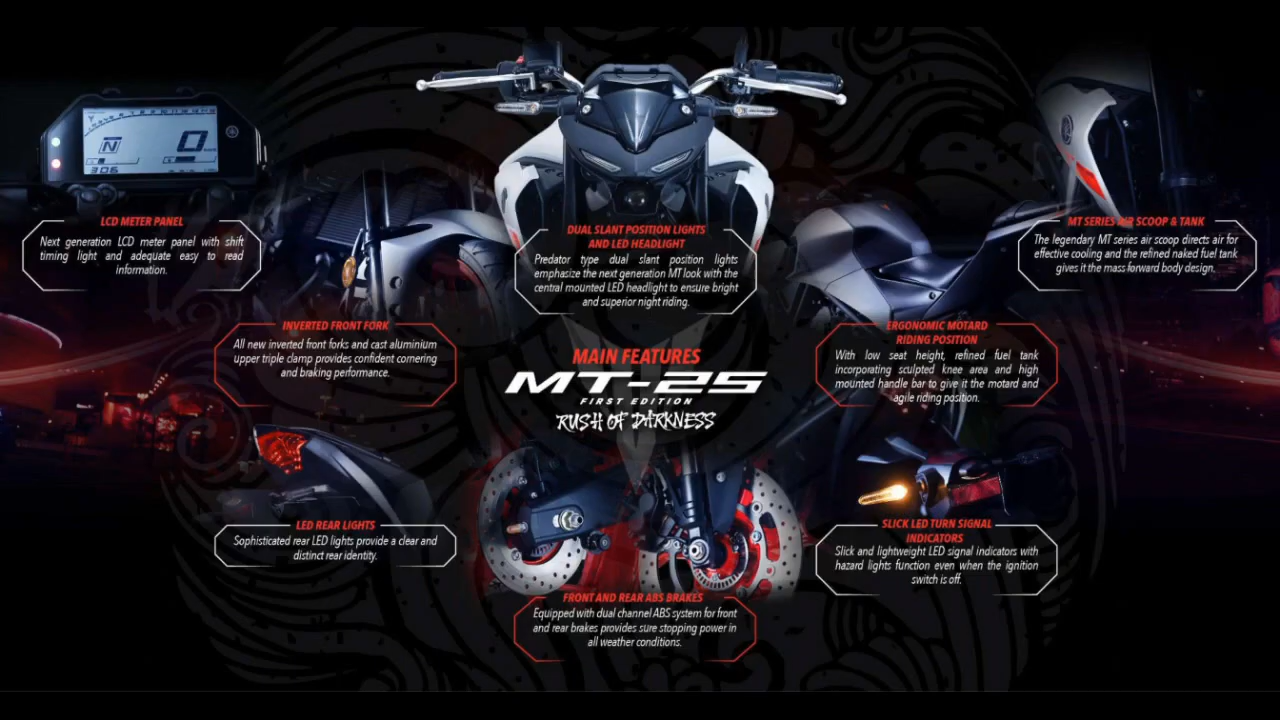 LCD METER PANEL
Next generation LCD meter panel with shift
timing light and adequate easy to read
information.
DUAL SLANT POSITION LIGHTS
AND LED HEADLIGHT
Predator type dual slant position lights
emphasize the next generation MT look with the
central mounted LED headlight to ensure bright
and superior night riding.
MT SERIES AIR SCOOP & TANK
The legendary MT series air scoop directs air for
effective cooling and the refined naked fuel tank
gives it the mass forward body design.
INVERTED FRONT FORK
All new inverted front forks and cast aluminium
upper triple clamp provides confident cornering
and braking performance.
MAIN FEATURES
MT-25
FIRST EDITION
RUSH OF DARKNESS
ERGONOMIC MOTARD
RIDING POSITION
With low seat height, refined fuel tank
incorporating sculpted knee area and high
mounted handle bar to give it the motard and
agile riding position.
LED REAR LIGHTS
Sophisticated rear LED lights provide a clear and
distinct rear identity.
SLICK LED TURN SIGNAL
INDICATORS
Slick and lightweight LED signal indicators with
hazard lights function even when the ignition
switch is off.
FRONT AND REAR ABS BRAKES
Equipped with dual channel ABS system for front
and rear brakes provides sure stopping power in
all weather conditions.
N
0
306